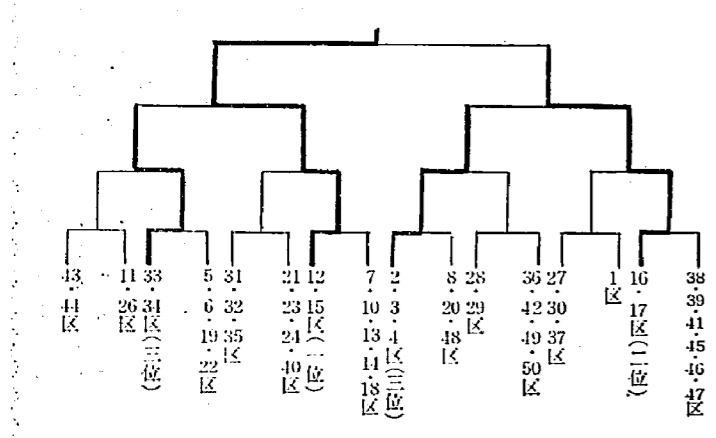 43・44区
11・26区
33・34区(三位)
5・6・19・22区
31・32・35区
21・23・24・40区
12・15区(一位)
7・10・13・14・18区
2・3・4区(三位)
8・20・48区
28・29区
36・42・49・50区
27・30・37区
1区
16・17区(二位)
38・39・41・45・46・47区